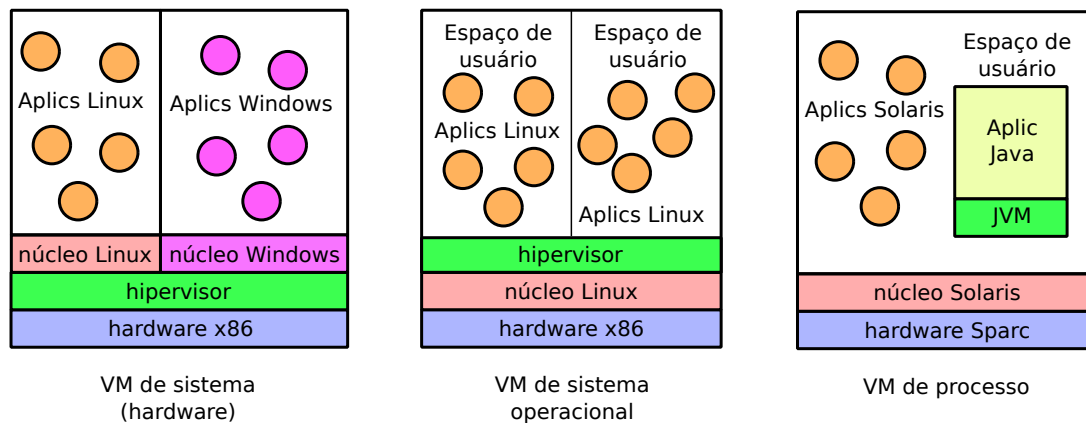 Aplics Linux
Aplics Windows
núcleo Linux
núcleo Windows
hipervisor
hardware x86
VM de sistema
(hardware)
Espaço de
usuário
Espaço de
usuário
Aplics Linux
Aplics Linux
hipervisor
núcleo Linux
hardware x86
VM de sistema
operacional
Aplics Solaris
Espaço de
usuário
Aplic
Java
JVM
núcleo Solaris
hardware Sparc
VM de processo